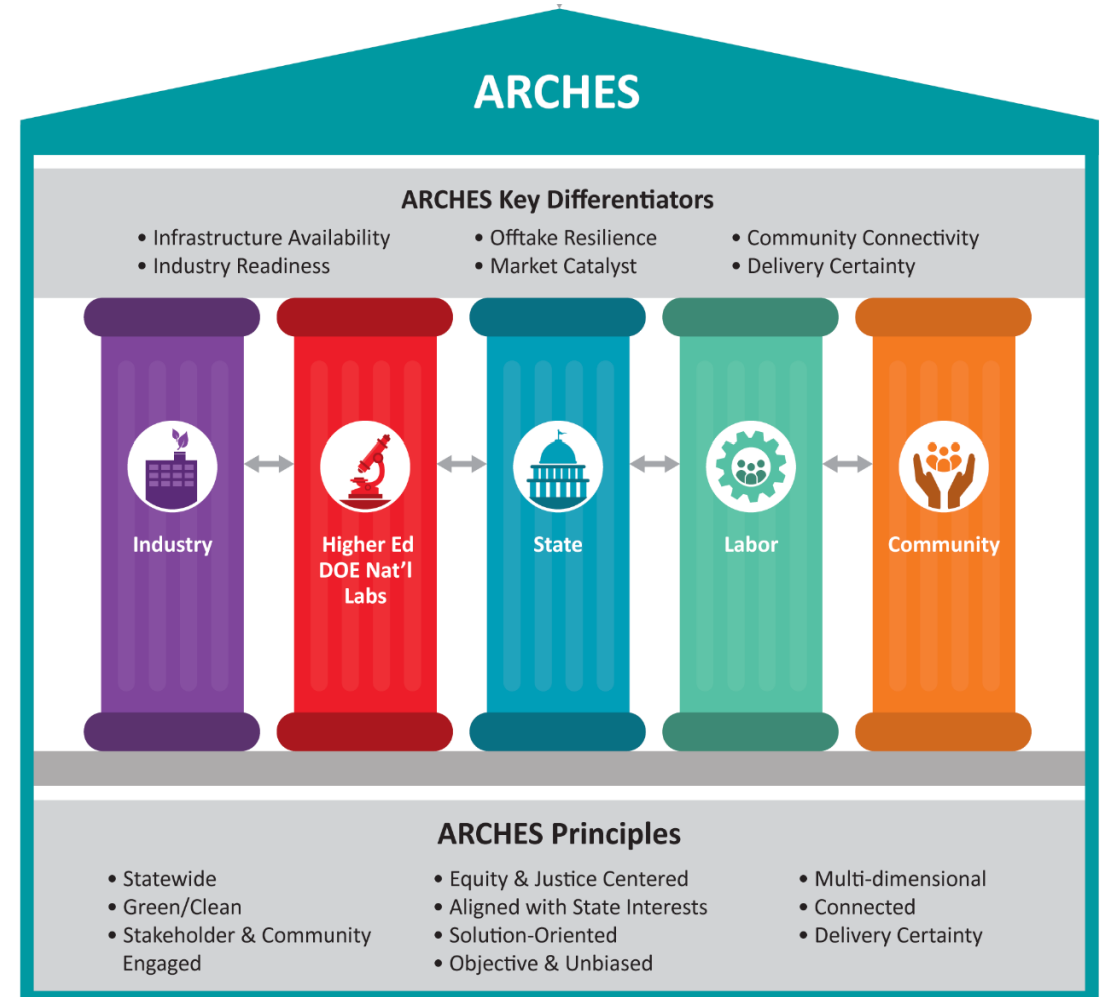 ARCHES
ARCHES Key Differentiators
• Infrastructure Availability
• Industry Readiness
• Offtake Resilience
• Market Catalyst
• Community Connectivity
• Delivery Certainty
Industry
Higher Ed
DOE Nat'l
Labs
State
Labor
Community
ARCHES Principles
• Statewide
• Green/Clean
• Stakeholder & Community
Engaged
• Equity & Justice Centered
• Aligned with State Interests
• Solution-Oriented
• Objective & Unbiased
• Multi-dimensional
• Connected
• Delivery Certainty